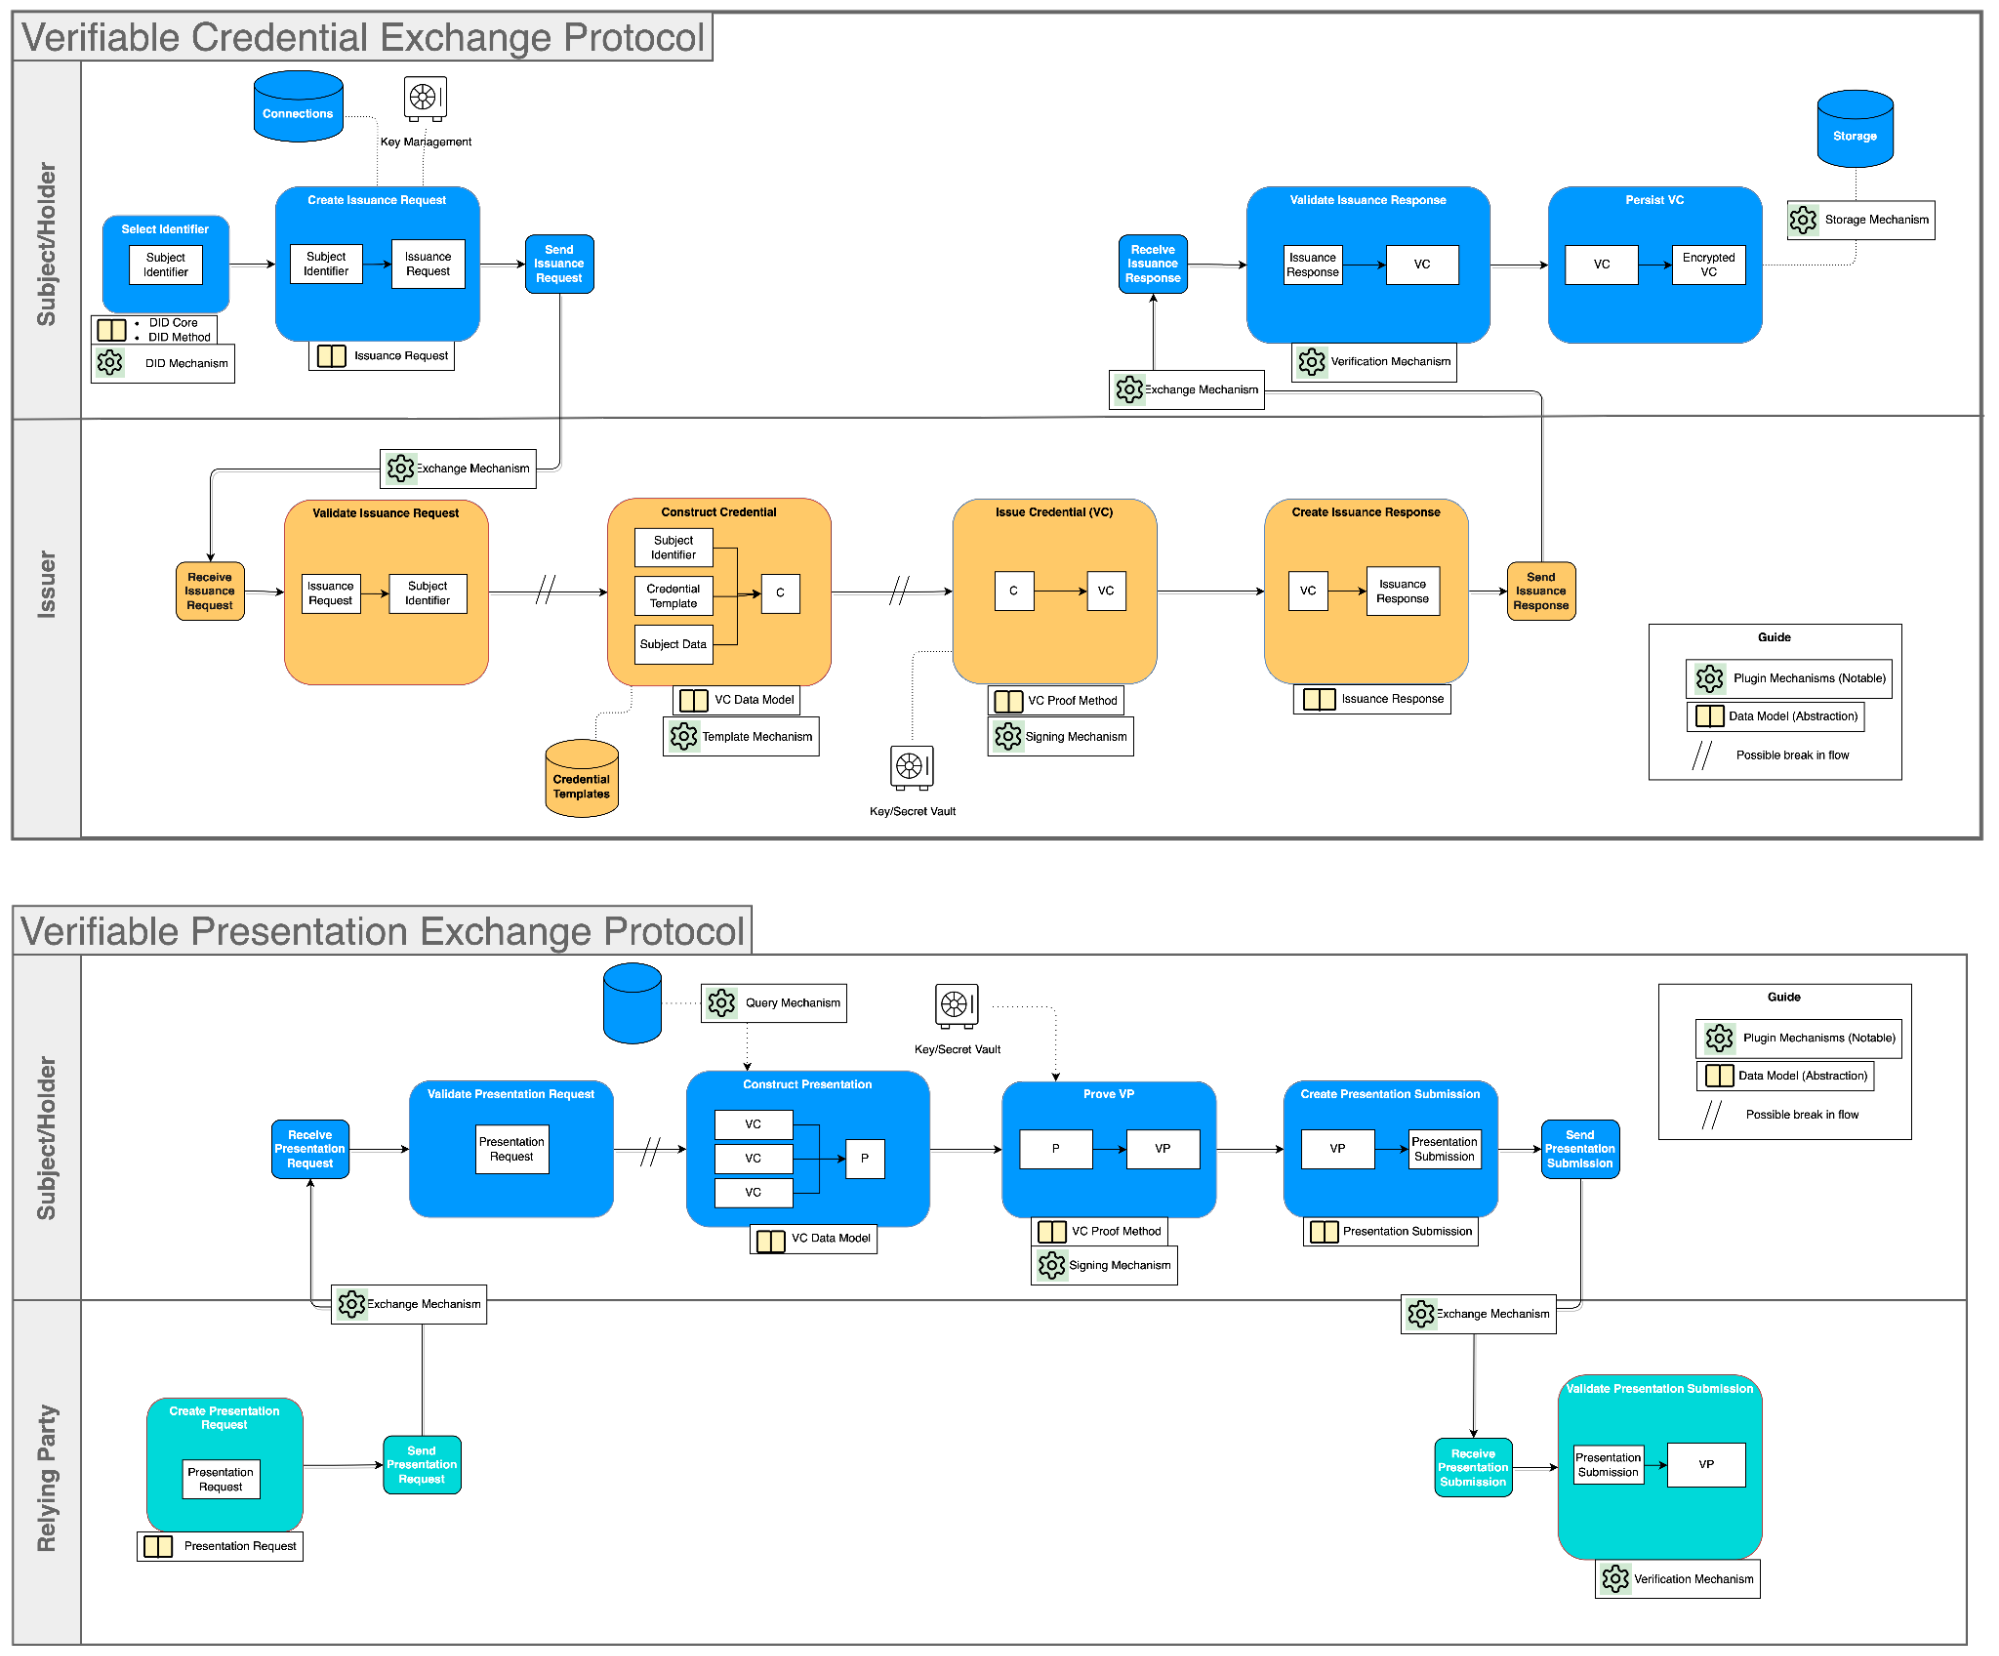 Verifiable Credential Exchange Protocol
Subject/Holder
Connections
Key Management
Storage
Storage Mechanism
Select Identifier
Subject
Identifier
• DID Core
• DID Method
DID Mechanism
Create Issuance Request
Subject
Identifier
Issuance
Request
Issuance Request
Send
Issuance
Request
Receive
Issuance
Response
Validate Issuance Response
Issuance
Response
VC
Verification Mechanism
Persist VC
VC
Encrypted
VC
Exchange Mechanism
Issuer
Exchange Mechanism
Receive
Issuance
Request
Validate Issuance Request
Issuance
Request
Subject
Identifier
Construct Credential
Subject
Identifier
Credential
Template
Subject Data
C
VC Data Model
Template Mechanism
Credential
Templates
Issue Credential (VC)
C
VC
VC Proof Method
Signing Mechanism
Key/Secret Vault
Create Issuance Response
VC
Issuance
Response
Issuance Response
Send
Issuance
Response
Guide
Plugin Mechanisms (Notable)
Data Model (Abstraction)
Possible break in flow
Verifiable Presentation Exchange Protocol
Subject/Holder
Query Mechanism
Key/Secret Vault
Receive
Presentation
Request
Validate Presentation Request
Presentation
Request
Construct Presentation
VC
VC
VC
P
VC Data Model
Prove VP
P
VP
VC Proof Method
Signing Mechanism
Create Presentation Submission
VP
Presentation
Submission
Presentation Submission
Send
Presentation
Submission
Guide
Plugin Mechanisms (Notable)
Data Model (Abstraction)
Possible break in flow
Exchange Mechanism
Exchange Mechanism
Relying Party
Create Presentation
Request
Presentation
Request
Presentation Request
Send
Presentation
Request
Receive
Presentation
Submission
Validate Presentation Submission
Presentation
Submission
VP
Verification Mechanism